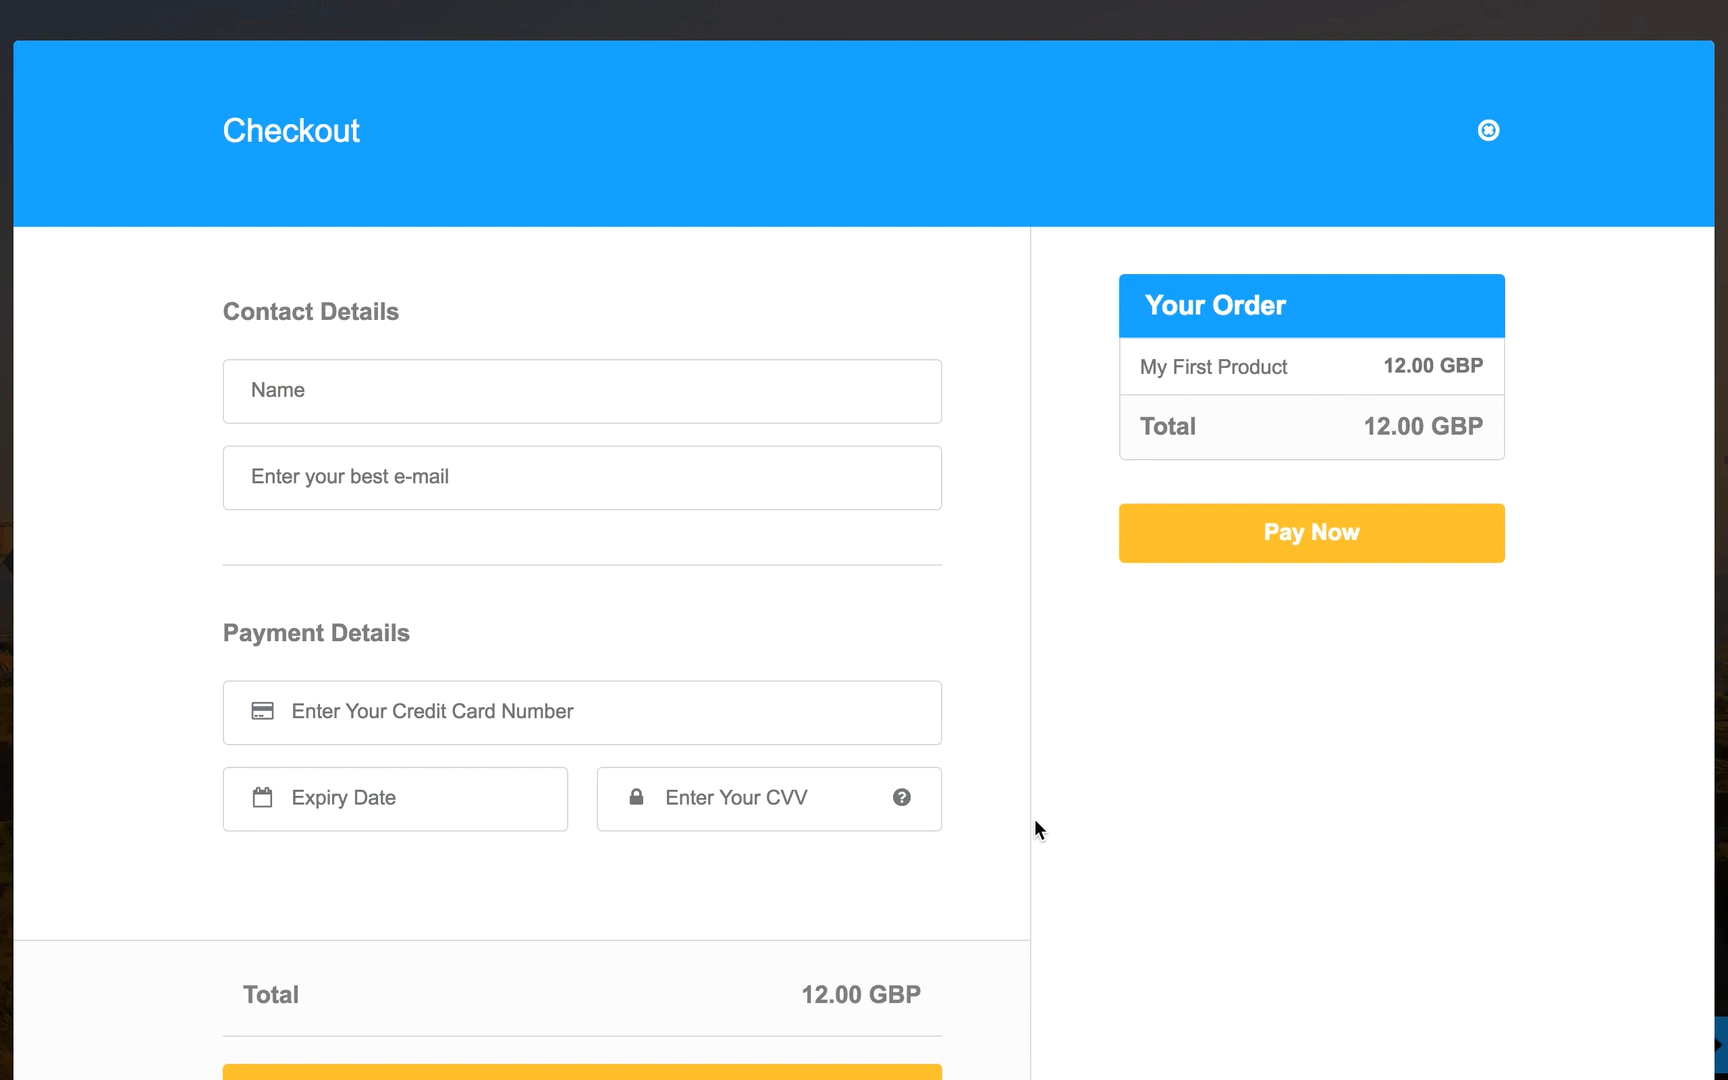 Checkout
Contact Details
Name
Enter your best e-mail
Payment Details
Enter Your Credit Card Number
Expiry Date
Enter Your CVV
Total 12.00 GBP
Your Order
My First Product 12.00 GBP
Total 12.00 GBP
Pay Now